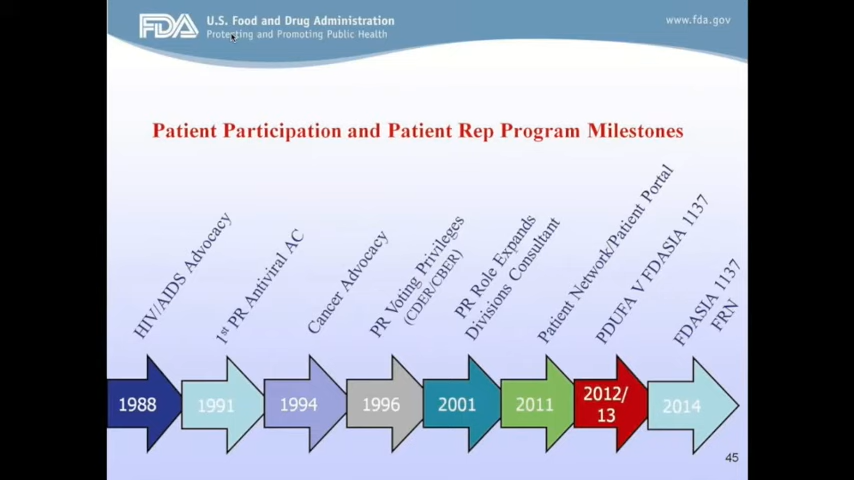 FDA
U.S. Food and Drug Administration
Protecting and Promoting Public Health
www.fda.gov
Patient Participation and Patient Rep Program Milestones
HIV/AIDS Advocacy
1st PR Antiviral AC
Cancer Advocacy
PR Voting Privileges
(CDER/CBER)
PR Role Expands
Divisions Consultant
Patient Network/Patient Portal
PDUFA V FDASIA 1137
FDASIA 1137
FRN
1988
1991
1994
1996
2001
2011
2012/
13
2014
45